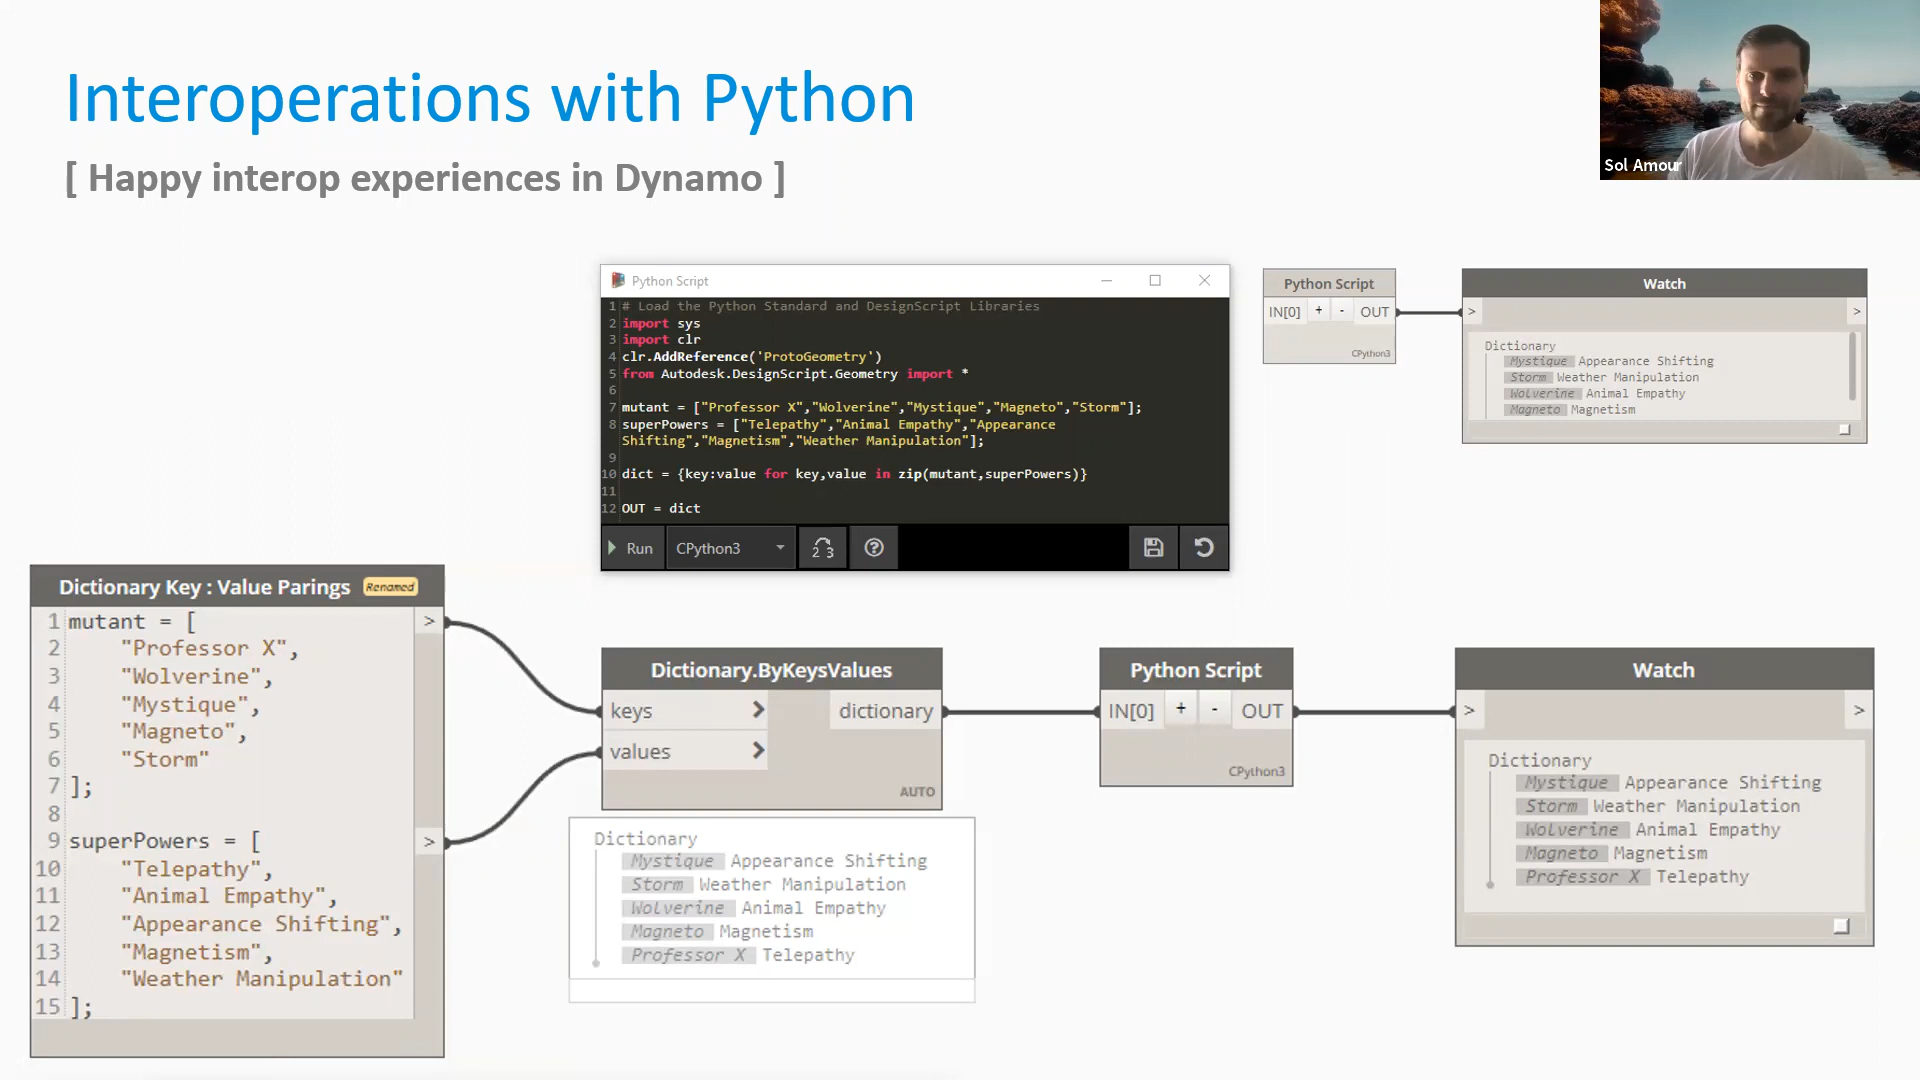 Interoperations with Python
[ Happy interop experiences in Dynamo ]
Sol Amour
Python Script
1 # Load the Python Standard and DesignScript Libraries
2 import sys
3 import clr
4 clr.AddReference('ProtoGeometry')
5 from Autodesk.DesignScript.Geometry import *
6
7 mutant = ["Professor X","Wolverine","Mystique","Magneto","Storm"];
8 superPowers = ["Telepathy","Animal Empathy","Appearance
Shifting","Magnetism","Weather Manipulation"];
9
10 dict = {key:value for key,value in zip(mutant,superPowers)}
11
12 OUT = dict
Run CPython3 2 3 ?
Python Script
IN[0] + - OUT
CPython3
Watch
> >
Dictionary
Mystique Appearance Shifting
Storm Weather Manipulation
Wolverine Animal Empathy
Magneto Magnetism
Dictionary Key : Value Parings Renamed
1 mutant = [ >
2 "Professor X",
3 "Wolverine",
4 "Mystique",
5 "Magneto",
6 "Storm"
7 ];
8
9 superPowers = [ >
10 "Telepathy",
11 "Animal Empathy",
12 "Appearance Shifting",
13 "Magnetism",
14 "Weather Manipulation"
15 ];
Dictionary.ByKeysValues
keys > dictionary
values >
AUTO
Dictionary
Mystique Appearance Shifting
Storm Weather Manipulation
Wolverine Animal Empathy
Magneto Magnetism
Professor X Telepathy
Python Script
IN[0] + - OUT
CPython3
Watch
> >
Dictionary
Mystique Appearance Shifting
Storm Weather Manipulation
Wolverine Animal Empathy
Magneto Magnetism
Professor X Telepathy